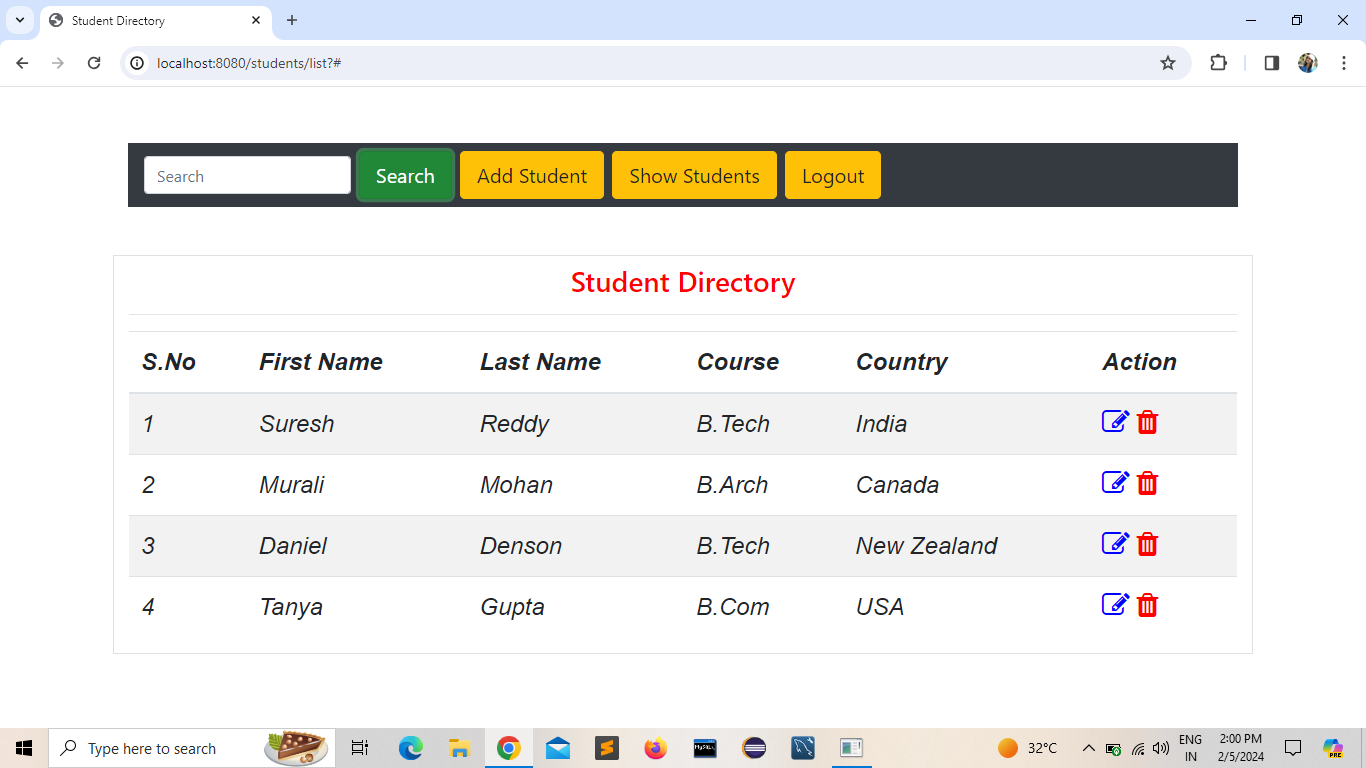 Student Directory
localhost:8080/students/list?#
Search Search Add Student Show Students Logout
Student Directory
S.No First Name Last Name Course Country Action
1 Suresh Reddy B.Tech India
2 Murali Mohan B.Arch Canada
3 Daniel Denson B.Tech New Zealand
4 Tanya Gupta B.Com USA
Type here to search MySQL 32°C ENG 2:00 PM
IN 2/5/2024 PRE